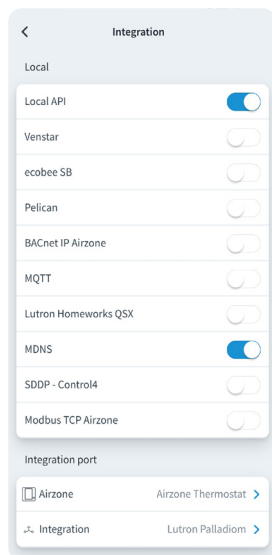 Integration
Local
Local API
Venstar
ecobee SB
Pelican
BACnet IP Airzone
MQTT
Lutron Homeworks QSX
MDNS
SDDP - Control4
Modbus TCP Airzone
Integration port
Airzone Airzone Thermostat
Integration Lutron Palladiom